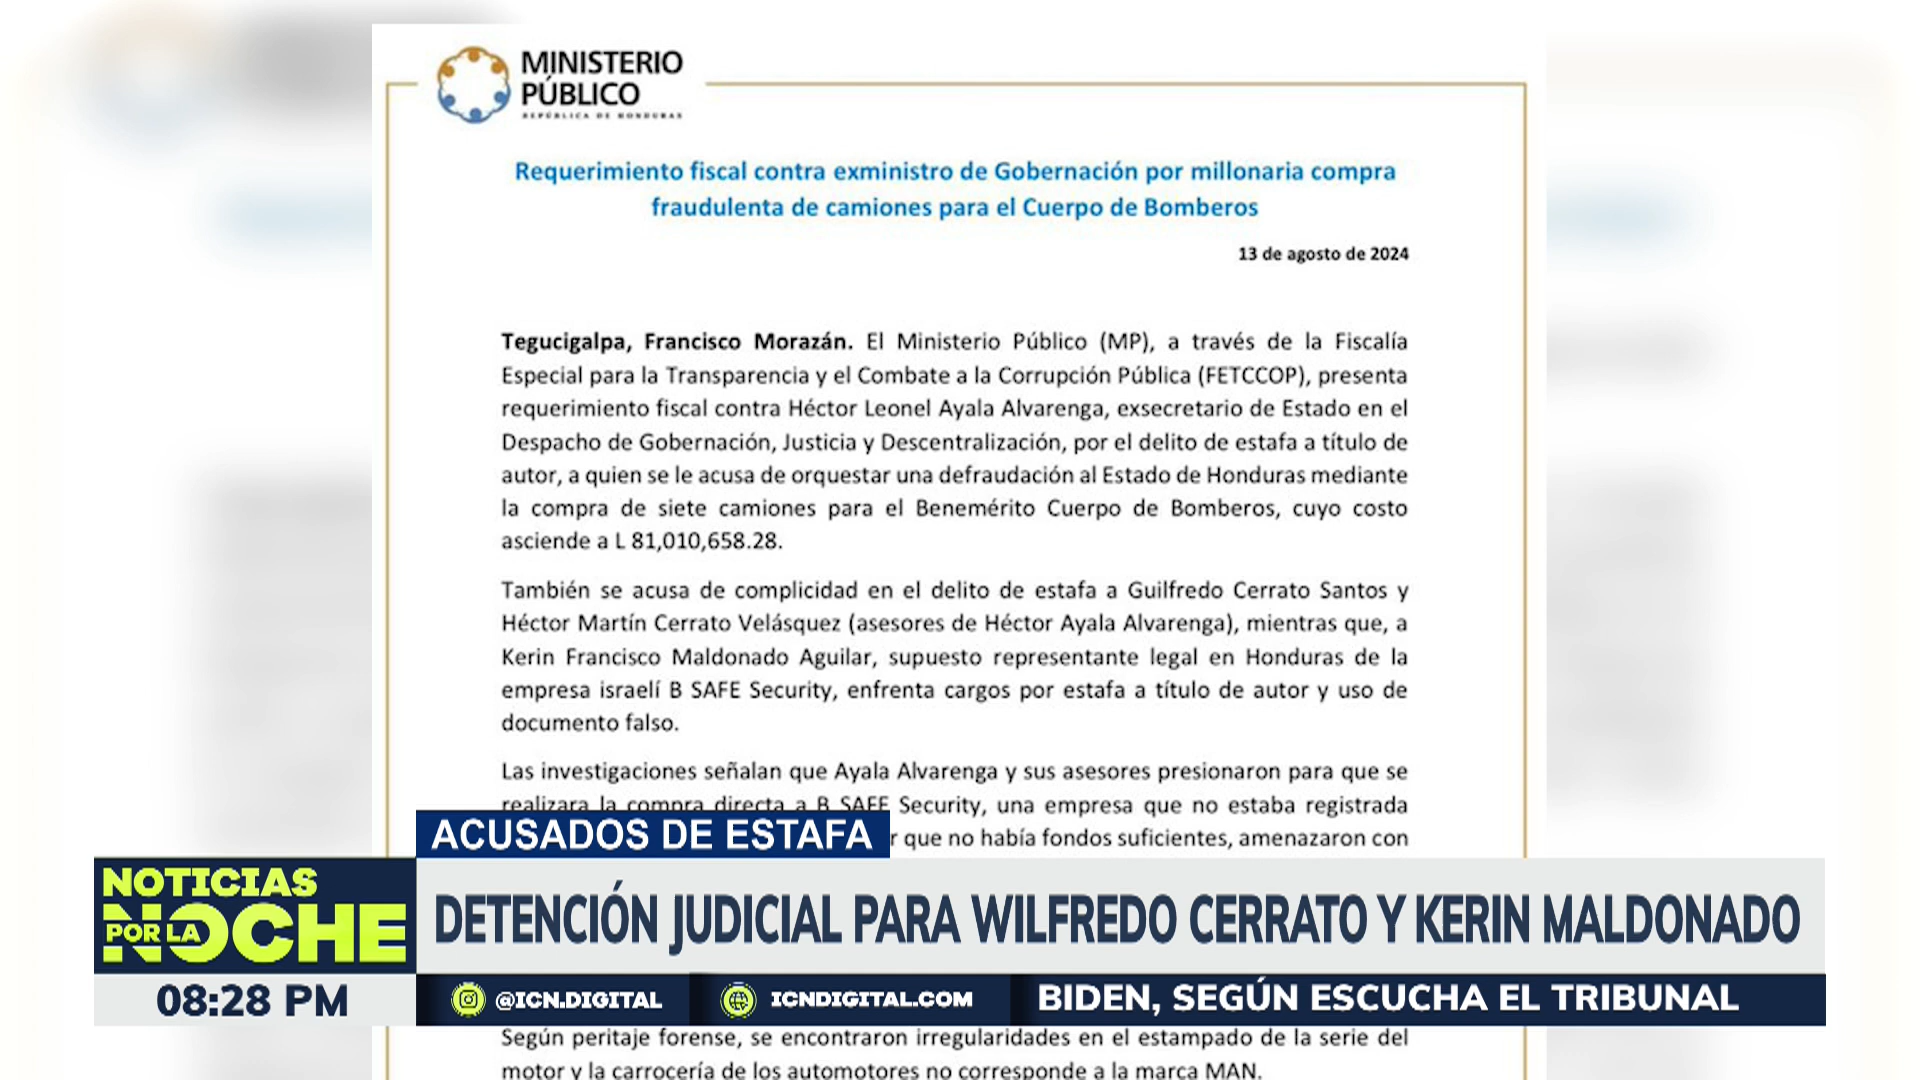 MINISTERIO
PÚBLICO
REPÚBLICA DE HONDURAS
Requerimiento fiscal contra exministro de Gobernación por millonaria compra
fraudulenta de camiones para el Cuerpo de Bomberos
13 de agosto de 2024
Tegucigalpa, Francisco Morazán. El Ministerio Público (MP), a través de la Fiscalía
Especial para la Transparencia y el Combate a la Corrupción Pública (FETCCOP), presenta
requerimiento fiscal contra Héctor Leonel Ayala Alvarenga, exsecretario de Estado en el
Despacho de Gobernación, Justicia y Descentralización, por el delito de estafa a título de
autor, a quien se le acusa de orquestar una defraudación al Estado de Honduras mediante
la compra de siete camiones para el Benemérito Cuerpo de Bomberos, cuyo costo
asciende a L 81,010,658.28.
También se acusa de complicidad en el delito de estafa a Guilfredo Cerrato Santos y
Héctor Martín Cerrato Velásquez (asesores de Héctor Ayala Alvarenga), mientras que, a
Kerin Francisco Maldonado Aguilar, supuesto representante legal en Honduras de la
empresa israelí B SAFE Security, enfrenta cargos por estafa a título de autor y uso de
documento falso.
Las investigaciones señalan que Ayala Alvarenga y sus asesores presionaron para que se
realizara la compra directa a B SAFE Security, una empresa que no estaba registrada
que no había fondos suficientes, amenazaron con
ACUSADOS DE ESTAFA
NOTICIAS
POR LA NOCHE
DETENCIÓN JUDICIAL PARA WILFREDO CERRATO Y KERIN MALDONADO
08:28 PM
@ICN.DIGITAL
ICNDIGITAL.COM
BIDEN, SEGÚN ESCUCHA EL TRIBUNAL
Según peritaje forense, se encontraron irregularidades en el estampado de la serie del
motor y la carrocería de los automotores no corresponde a la marca MAN.